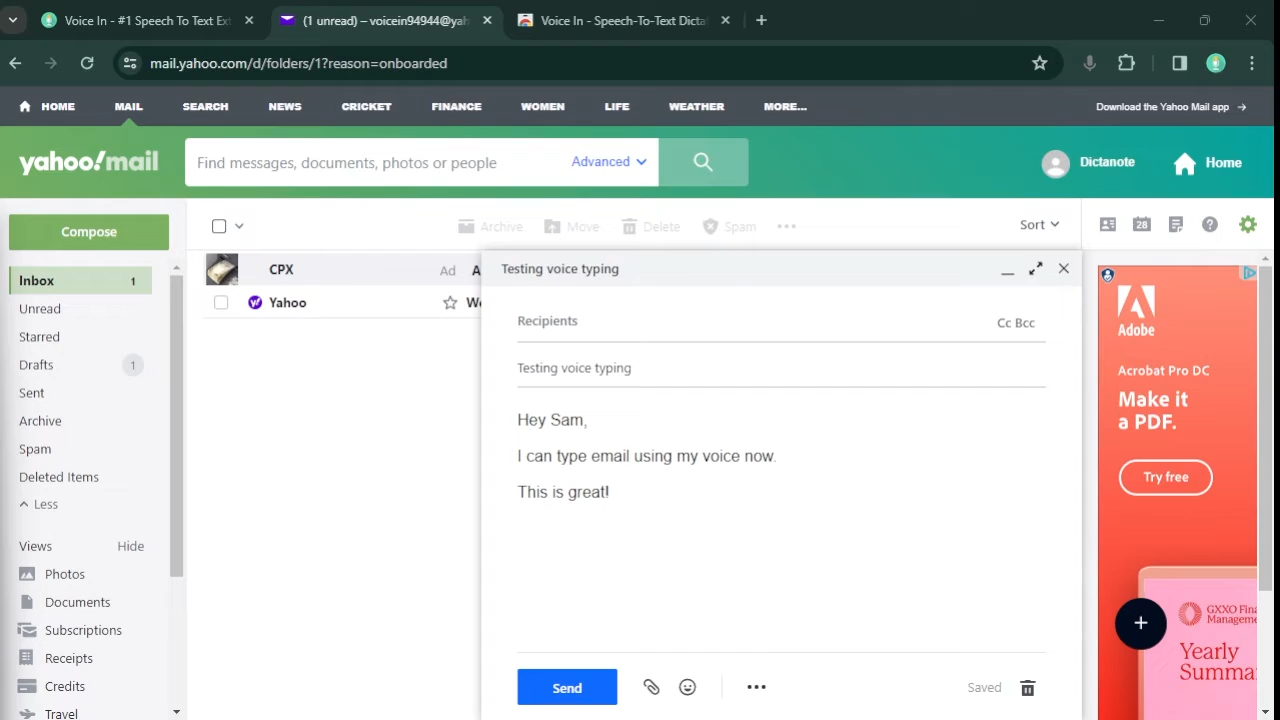 Voice In - #1 Speech To Text Ext
(1 unread) – voicein94944@yah
Voice In - Speech-To-Text Dicta
mail.yahoo.com/d/folders/1?reason=onboarded
HOME MAIL SEARCH NEWS CRICKET FINANCE WOMEN LIFE WEATHER MORE... Download the Yahoo Mail app →
yahoo!mail
Find messages, documents, photos or people Advanced
Dictanote Home
Compose
Archive Move Delete Spam ••• Sort
28
Inbox 1
Unread
Starred
Drafts 1
Sent
Archive
Spam
Deleted Items
Less
Views Hide
Photos
Documents
Subscriptions
Receipts
Credits
Travel
CPX Ad A
Yahoo We
Testing voice typing
Recipients Cc Bcc
Testing voice typing
Hey Sam,
I can type email using my voice now.
This is great!
Send ••• Saved
Adobe
Acrobat Pro DC
Make it
a PDF.
Try free
GXXO Fina
Manageme
Yearly
Summa